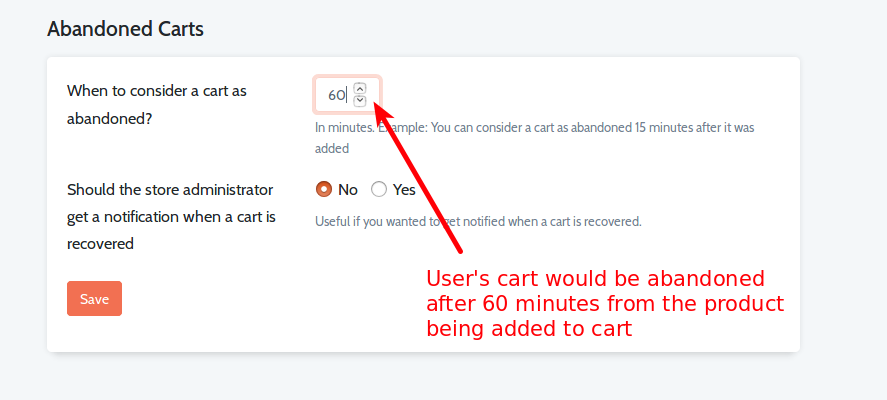 Abandoned Carts
When to consider a cart as
abandoned?
60
In minutes. Example: You can consider a cart as abandoned 15 minutes after it was
added
Should the store administrator
get a notification when a cart is
recovered
No Yes
Useful if you wanted to get notified when a cart is recovered.
Save
User's cart would be abandoned
after 60 minutes from the product
being added to cart